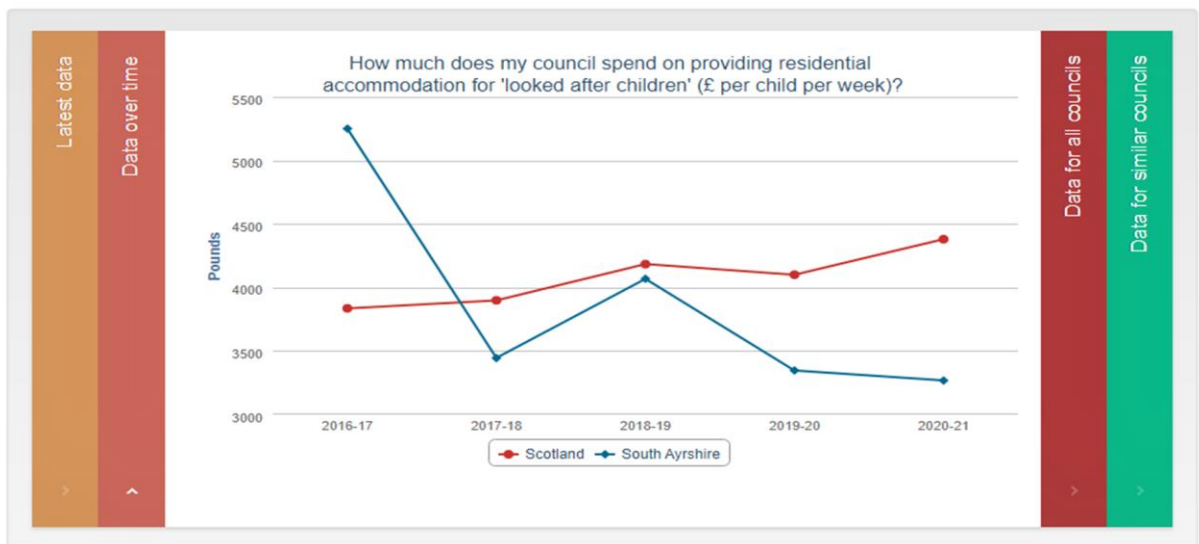 Latest data
Data over time
How much does my council spend on providing residential
accommodation for 'looked after children' (£ per child per week)?
5500
5000
4500
4000
3500
3000
Pounds
2016-17 2017-18 2018-19 2019-20 2020-21
Scotland South Ayrshire
Data for all councils
Data for similar councils